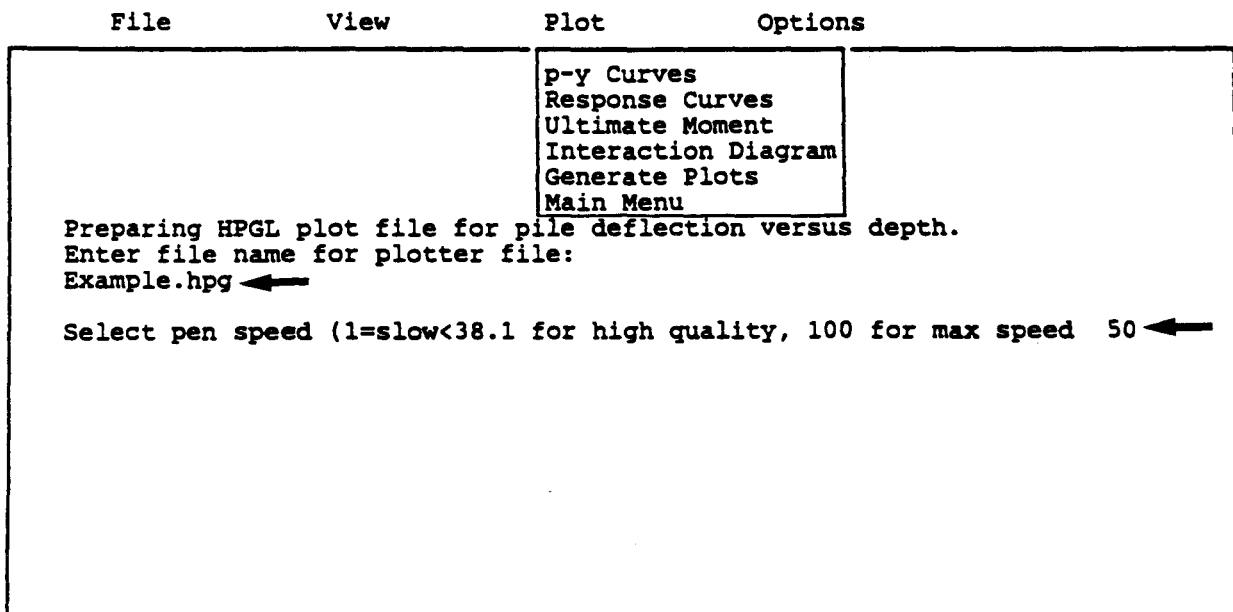 File View Plot Options
p-y Curves
Response Curves
Ultimate Moment
Interaction Diagram
Generate Plots
Main Menu
Preparing HPGL plot file for pile deflection versus depth.
Enter file name for plotter file:
Example.hpg
Select pen speed (1=slow<38.1 for high quality, 100 for max speed 50